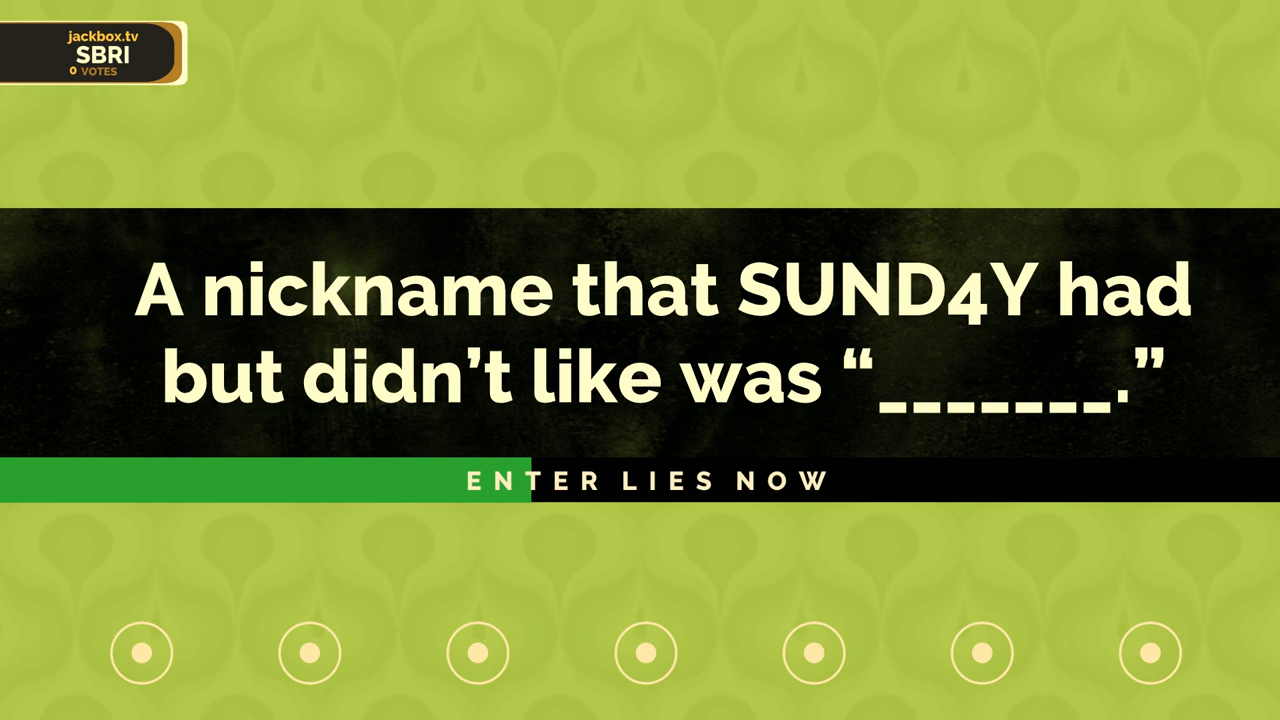 jackbox.tv
SBRI
0 VOTES
A nickname that SUND4Y had
but didn’t like was “_______.”
ENTER LIES NOW